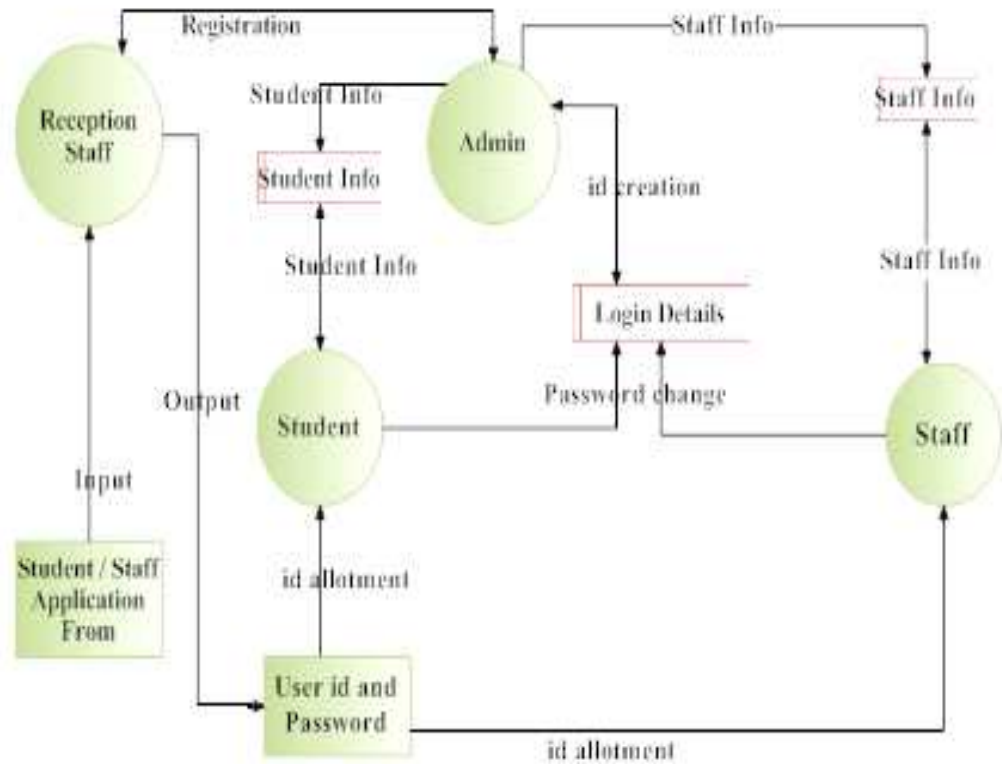 Registration
Staff Info
Reception
Staff
Student Info
Admin
Staff Info
Student Info
id creation
Student Info
Staff Info
Login Details
Output
Password change
Student
Staff
Input
Student / Staff
Application
From
id allotment
User id and
Password
id allotment